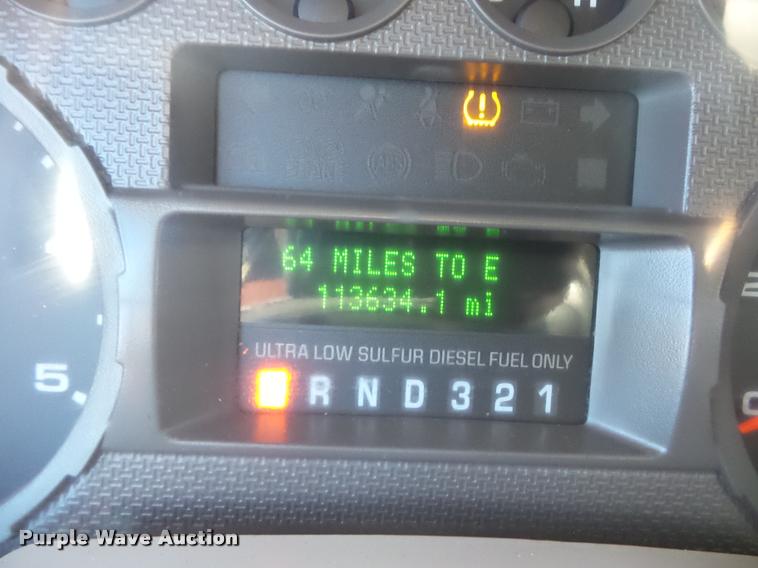 64 MILES TO E
113634.1 mi
ULTRA LOW SULFUR DIESEL FUEL ONLY
R N D 3 2 1
5
Purple Wave Auction